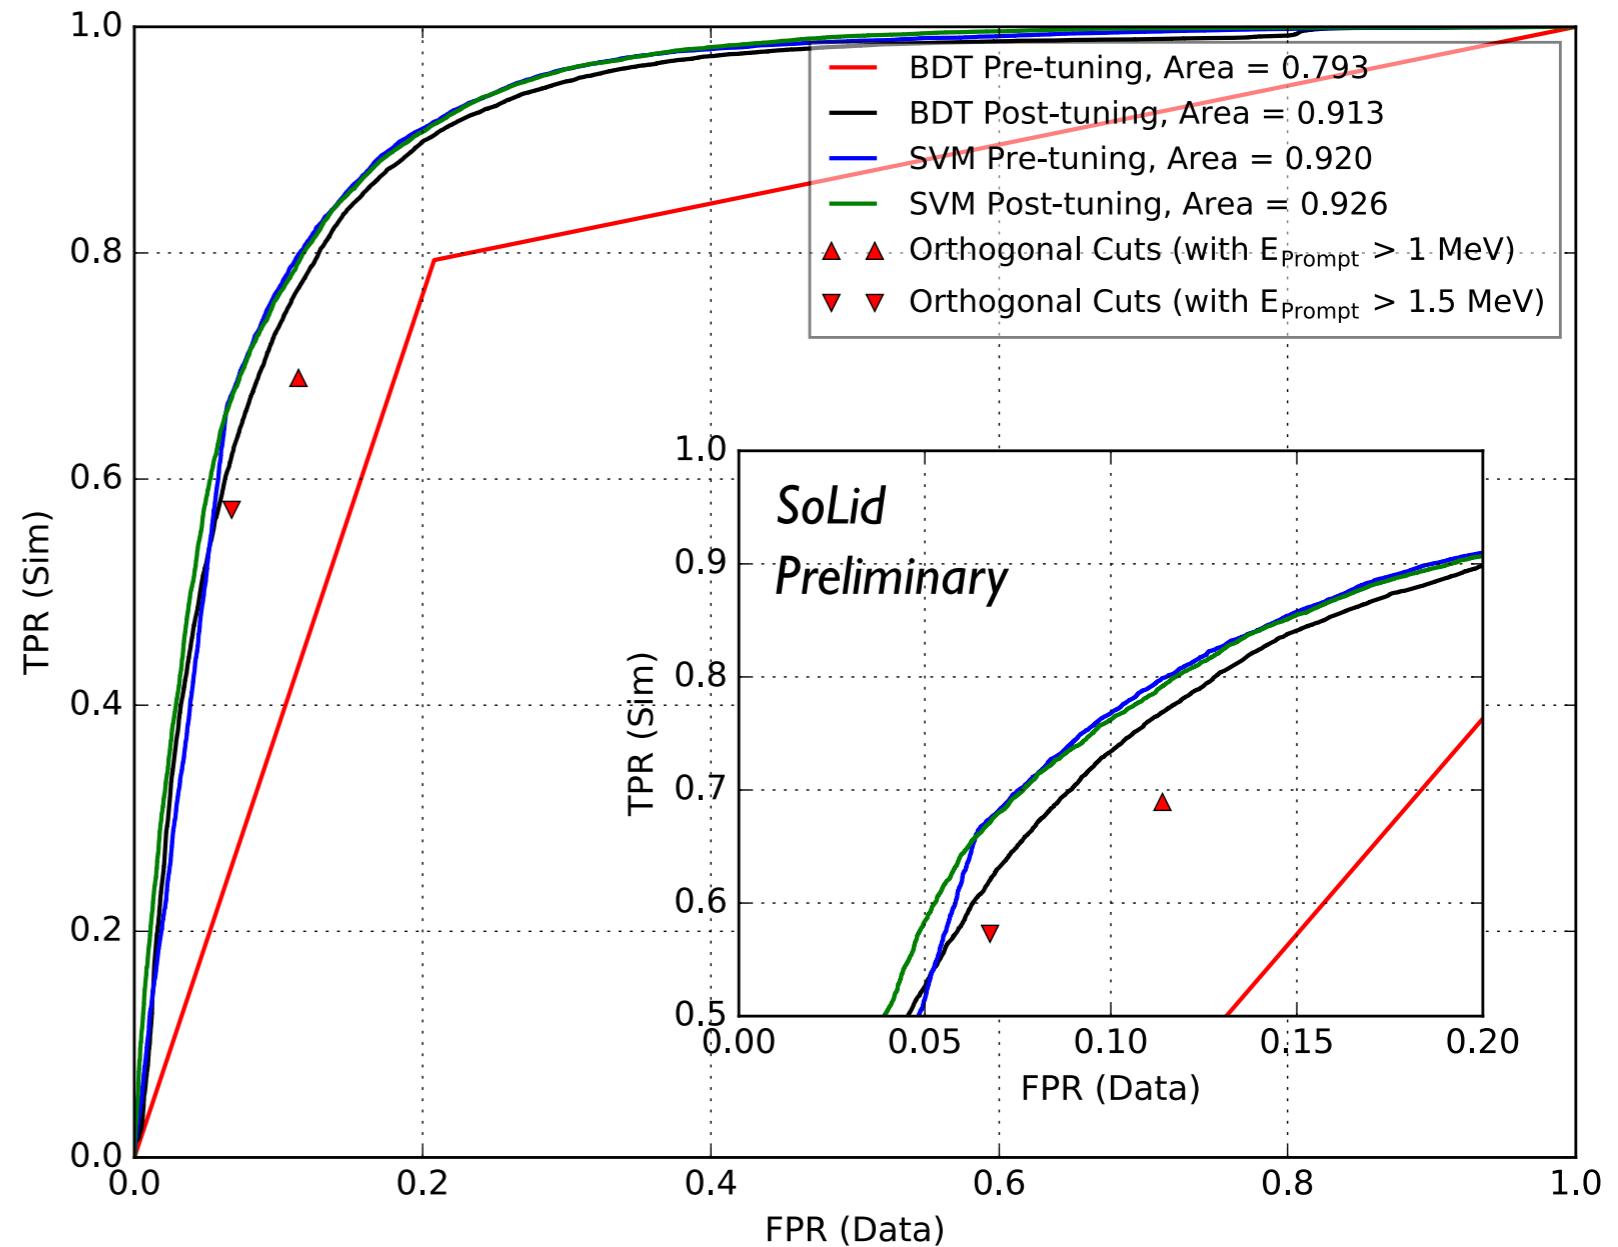 1.0
0.8
0.6
0.4
0.2
0.0
TPR (Sim)
BDT Pre-tuning, Area = 0.793
BDT Post-tuning, Area = 0.913
SVM Pre-tuning, Area = 0.920
SVM Post-tuning, Area = 0.926
Orthogonal Cuts (with E_Prompt > 1 MeV)
Orthogonal Cuts (with E_Prompt > 1.5 MeV)
1.0
0.9
0.8
0.7
0.6
0.5
TPR (Sim)
SoLid
Preliminary
0.00 0.05 0.10 0.15 0.20
FPR (Data)
0.0 0.2 0.4 0.6 0.8 1.0
FPR (Data)